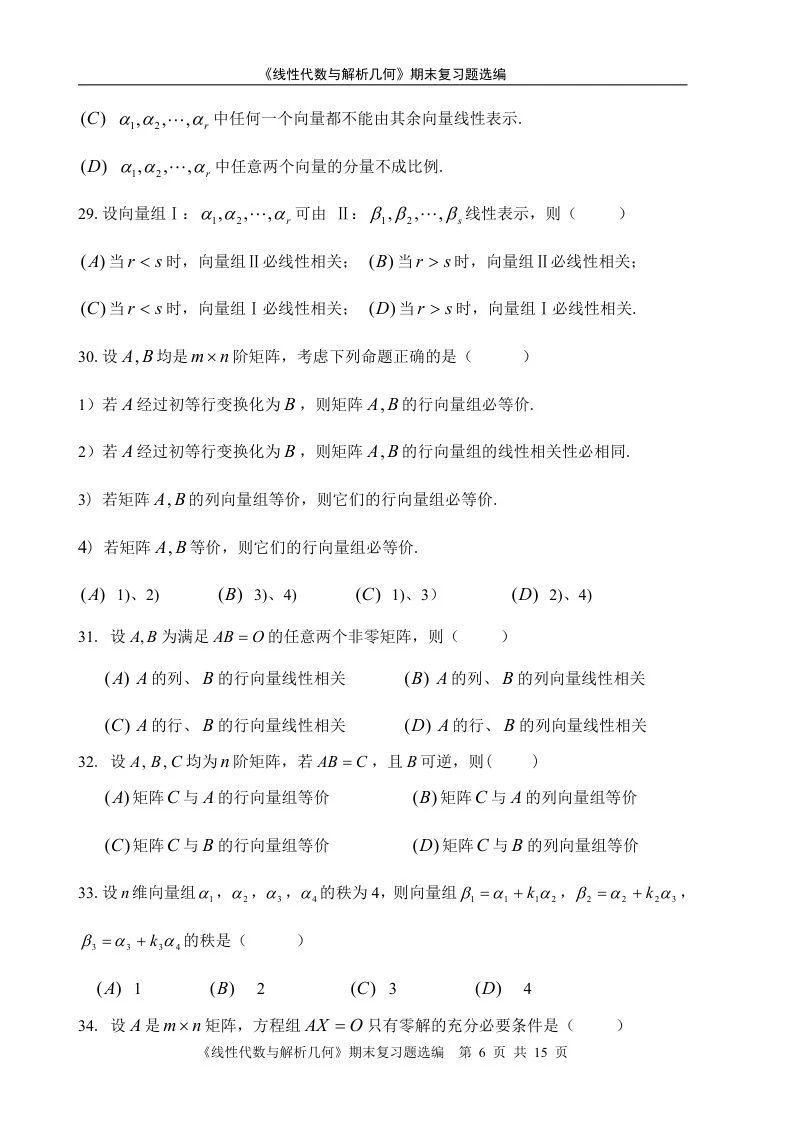 《线性代数与解析几何》期末复习题选编
(C) α₁,α₂,⋯,αᵣ 中任何一个向量都不能由其余向量线性表示.
(D) α₁,α₂,⋯,αᵣ 中任意两个向量的分量不成比例.
29. 设向量组Ⅰ: α₁,α₂,⋯,αᵣ 可由 Ⅱ: β₁,β₂,⋯,βₛ 线性表示，则（ ）
(A) 当 r < s 时，向量组Ⅱ必线性相关； (B) 当 r > s 时，向量组Ⅱ必线性相关；
(C) 当 r < s 时，向量组Ⅰ必线性相关； (D) 当 r > s 时，向量组Ⅰ必线性相关.
30. 设 A, B 均是 m × n 阶矩阵，考虑下列命题正确的是（ ）
1）若 A 经过初等行变换化为 B ，则矩阵 A, B 的行向量组必等价.
2）若 A 经过初等行变换化为 B ，则矩阵 A, B 的行向量组的线性相关性必相同.
3）若矩阵 A, B 的列向量组等价，则它们的行向量组必等价.
4）若矩阵 A, B 等价，则它们的行向量组必等价.
(A) 1)、2) (B) 3)、4) (C) 1)、3） (D) 2)、4)
31. 设 A, B 为满足 AB = O 的任意两个非零矩阵，则（ ）
(A) A 的列、B 的行向量线性相关 (B) A 的列、B 的列向量线性相关
(C) A 的行、B 的行向量线性相关 (D) A 的行、B 的列向量线性相关
32. 设 A, B, C 均为 n 阶矩阵，若 AB = C ，且 B 可逆，则( )
(A) 矩阵 C 与 A 的行向量组等价 (B) 矩阵 C 与 A 的列向量组等价
(C) 矩阵 C 与 B 的行向量组等价 (D) 矩阵 C 与 B 的列向量组等价
33. 设 n 维向量组 α₁，α₂，α₃，α₄ 的秩为 4，则向量组 β₁ = α₁ + k₁α₂，β₂ = α₂ + k₂α₃，
β₃ = α₃ + k₃α₄ 的秩是（ ）
(A) 1 (B) 2 (C) 3 (D) 4
34. 设 A 是 m × n 矩阵，方程组 AX = O 只有零解的充分必要条件是（ ）
《线性代数与解析几何》期末复习题选编 第 6 页 共 15 页